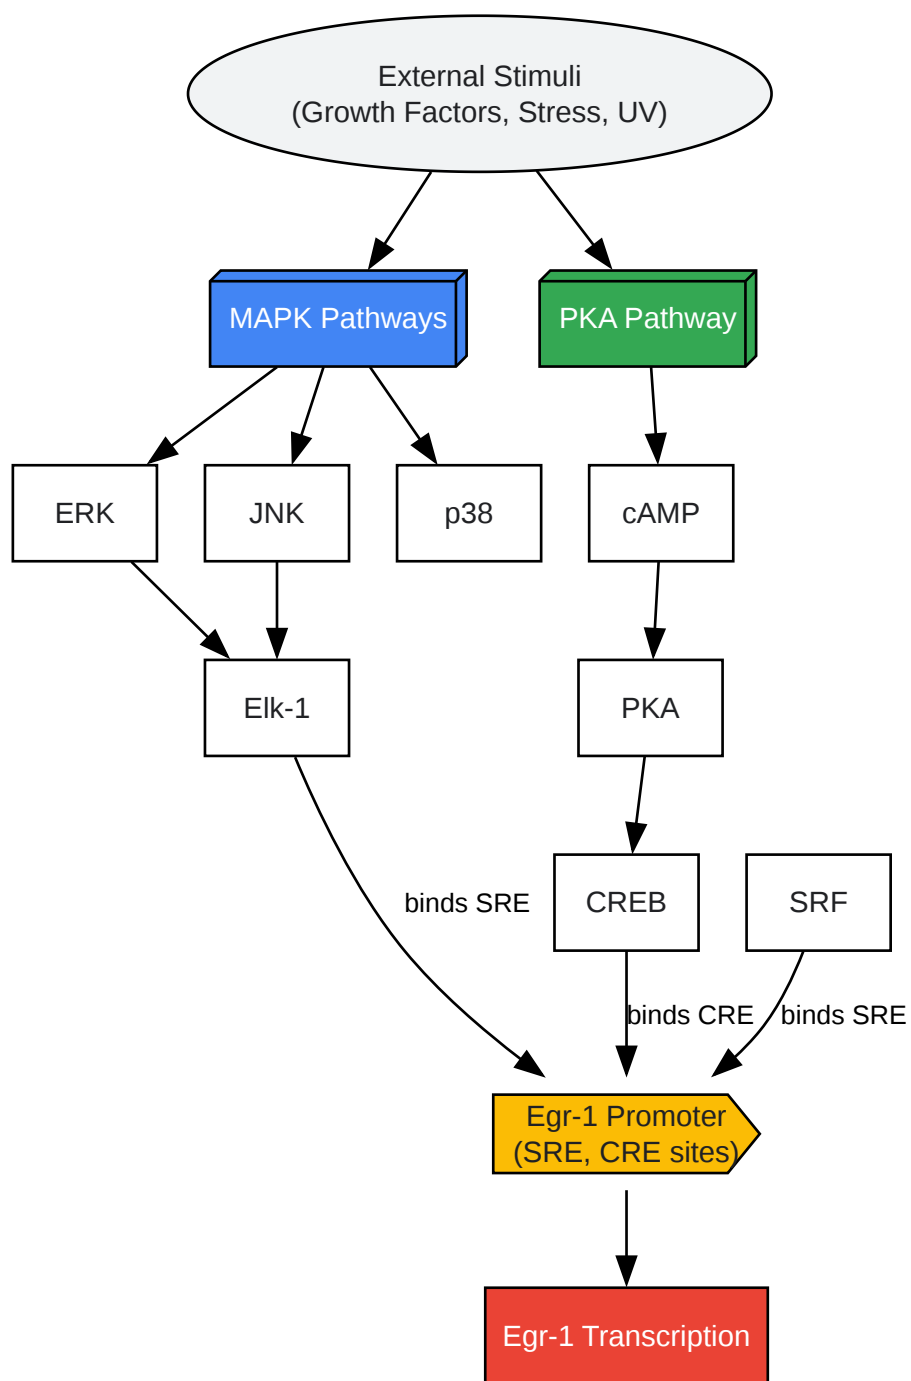 External Stimuli
(Growth Factors, Stress, UV)
MAPK Pathways
PKA Pathway
ERK
JNK
p38
cAMP
Elk-1
PKA
binds SRE
CREB
SRF
binds CRE
binds SRE
Egr-1 Promoter
(SRE, CRE sites)
Egr-1 Transcription